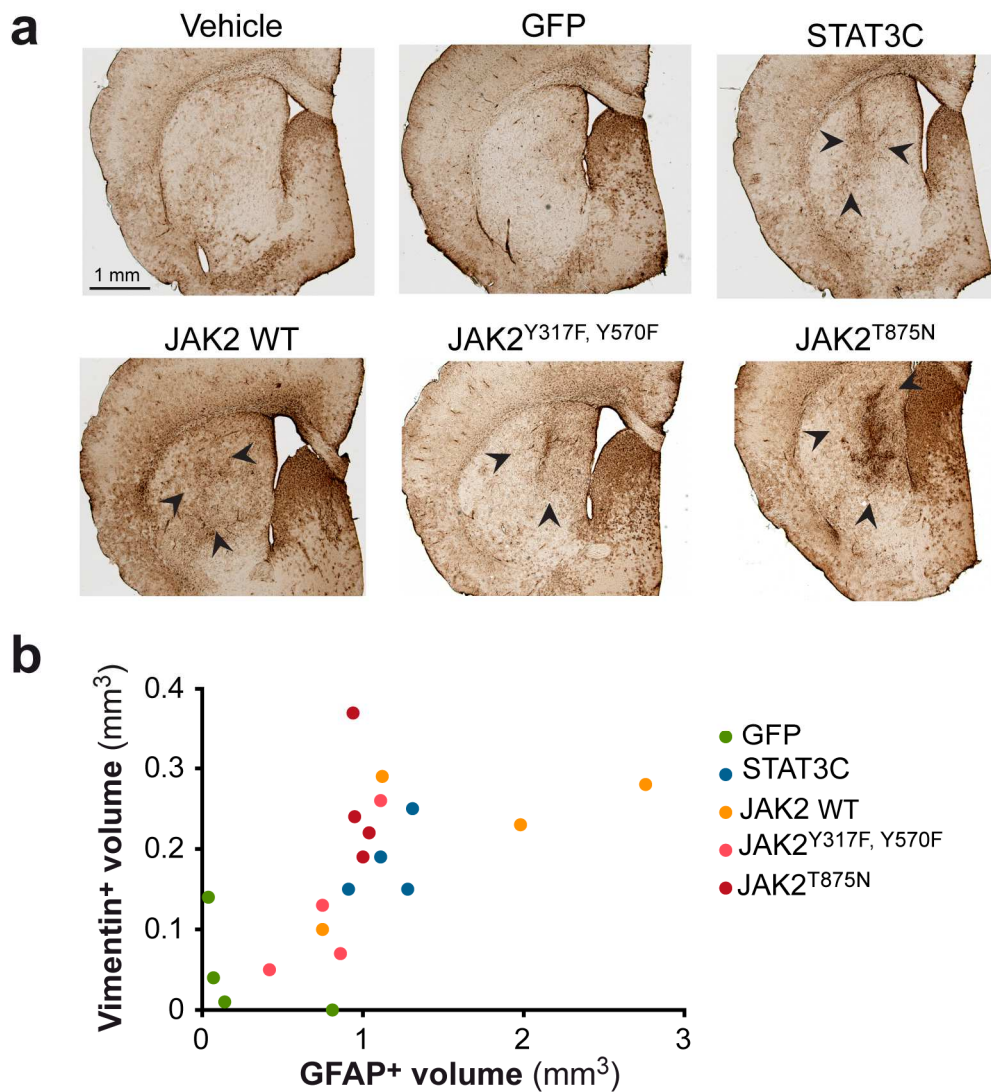 a
Vehicle GFP STAT3C
1 mm
JAK2 WT JAK2Y317F, Y570F JAK2T875N
b
Vimentin+ volume (mm3)
0.4
0.3
0.2
0.1
0
0 1 2 3
GFAP+ volume (mm3)
GFP
STAT3C
JAK2 WT
JAK2Y317F, Y570F
JAK2T875N